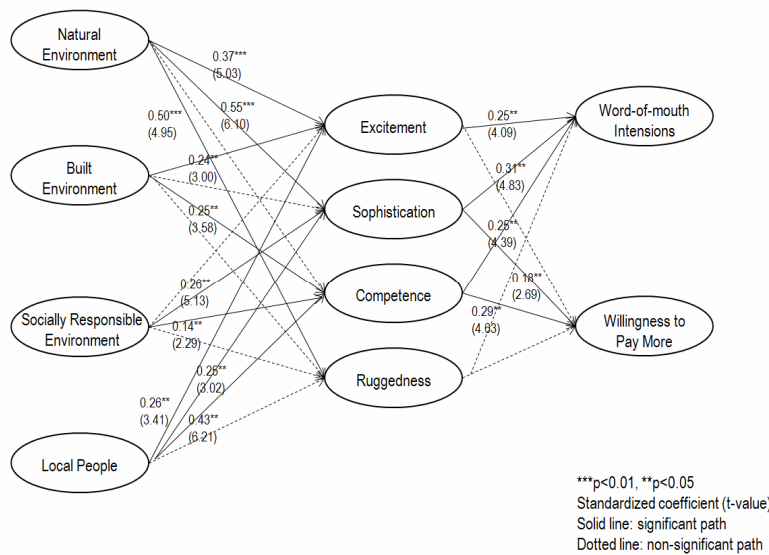 Natural
Environment
Built
Environment
Socially Responsible
Environment
Local People
0.37***
(5.03)
0.55***
(6.10)
0.50***
(4.95)
0.24**
(3.00)
0.25**
(3.58)
0.26**
(5.13)
0.14**
(2.29)
0.26**
(3.41)
0.25**
(3.02)
0.43**
(6.21)
Excitement
Sophistication
Competence
Ruggedness
0.25**
(4.09)
0.31**
(4.83)
0.25**
(4.39)
0.18**
(2.69)
0.29**
(4.63)
Word-of-mouth
Intensions
Willingness to
Pay More
***p<0.01, **p<0.05
Standardized coefficient (t-value)
Solid line: significant path
Dotted line: non-significant path